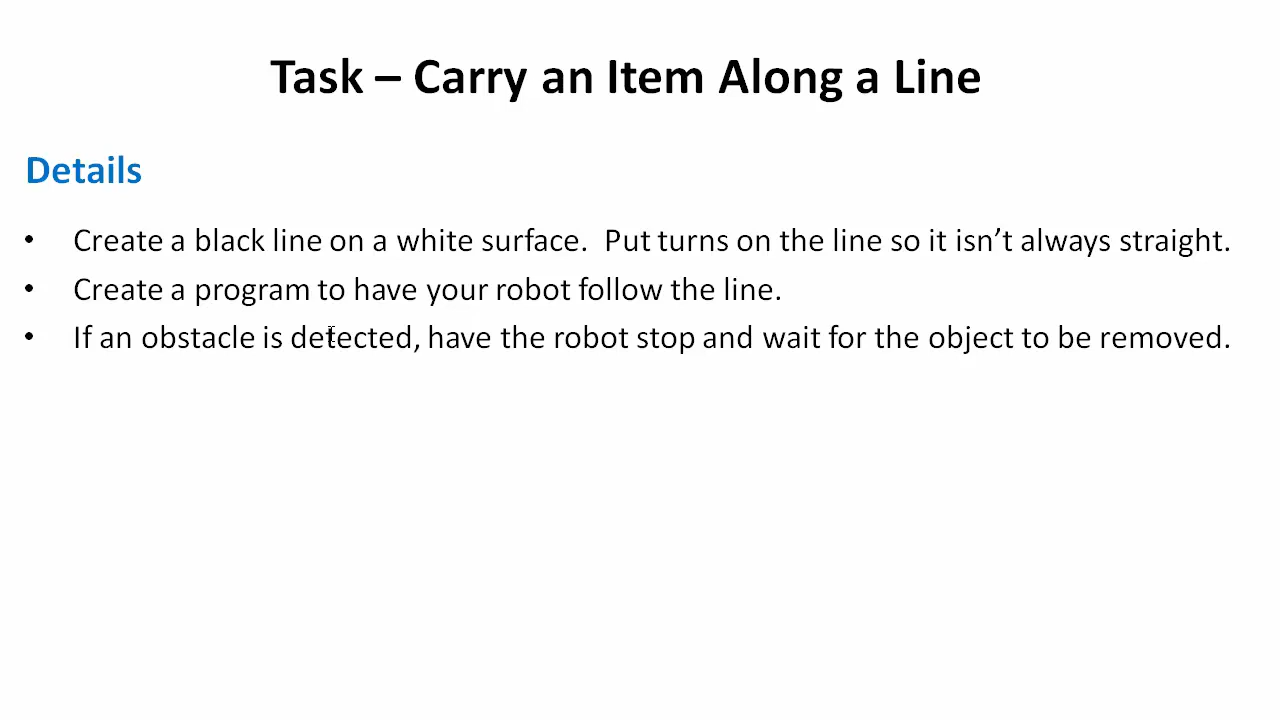 Task – Carry an Item Along a Line
Details
• Create a black line on a white surface.  Put turns on the line so it isn’t always straight.
• Create a program to have your robot follow the line.
• If an obstacle is detected, have the robot stop and wait for the object to be removed.